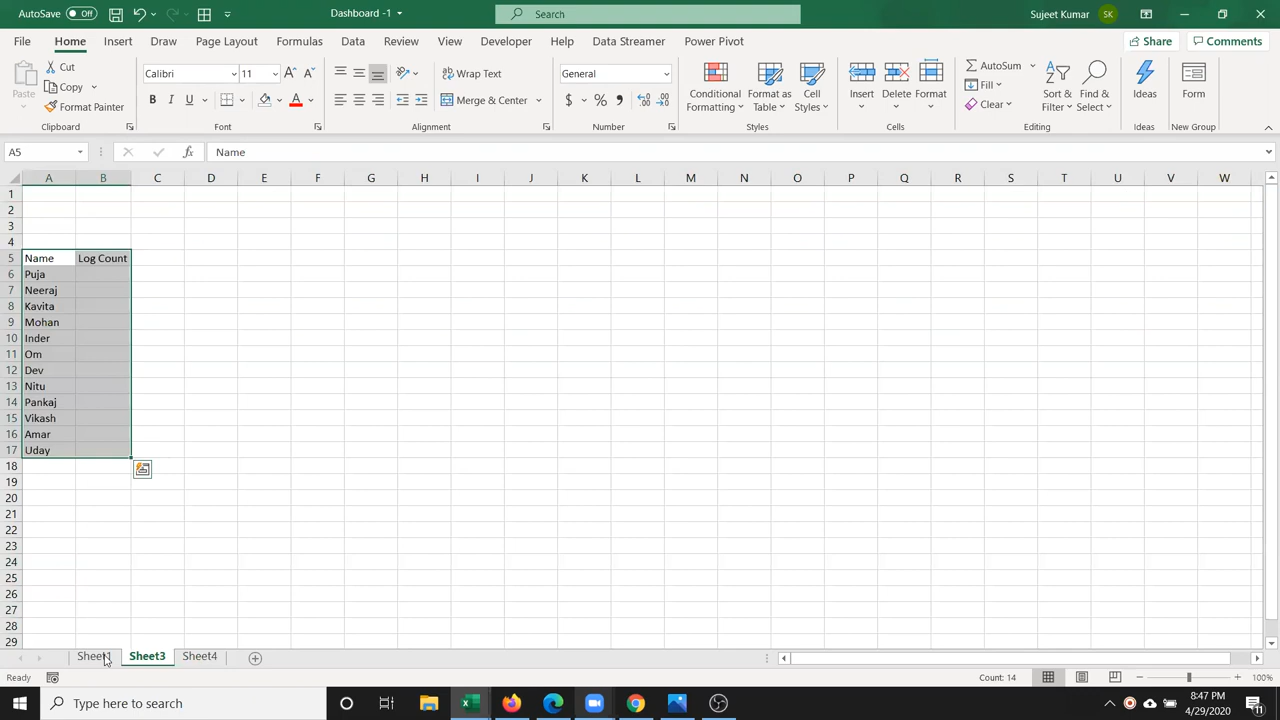 AutoSave Off Dashboard -1 Search Sujeet Kumar SK
File Home Insert Draw Page Layout Formulas Data Review View Developer Help Data Streamer Power Pivot Share Comments
Paste Cut Copy Format Painter Clipboard
Calibri 11 A A B I U A Font
Wrap Text Merge & Center Alignment
General $ % , Number
Conditional Formatting Format as Table Cell Styles Styles
Insert Delete Format Cells
AutoSum Fill Clear Sort & Filter Find & Select Editing
Ideas Ideas
Form New Group
A5 fx Name
A B C D E F G H I J K L M N O P Q R S T U V W
1
2
3
4
5 Name Log Count
6 Puja
7 Neeraj
8 Kavita
9 Mohan
10 Inder
11 Om
12 Dev
13 Nitu
14 Pankaj
15 Vikash
16 Amar
17 Uday
18
19
20
21
22
23
24
25
26
27
28
29
Sheet1 Sheet3 Sheet4
Ready Count: 14 100%
Type here to search 8:47 PM
4/29/2020 11